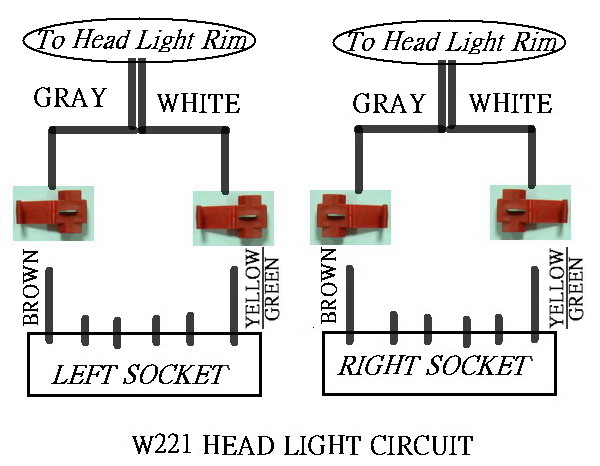 To Head Light Rim
To Head Light Rim
GRAY
WHITE
GRAY
WHITE
BROWN
YELLOW
GREEN
BROWN
YELLOW
GREEN
LEFT SOCKET
RIGHT SOCKET
W221 HEAD LIGHT CIRCUIT